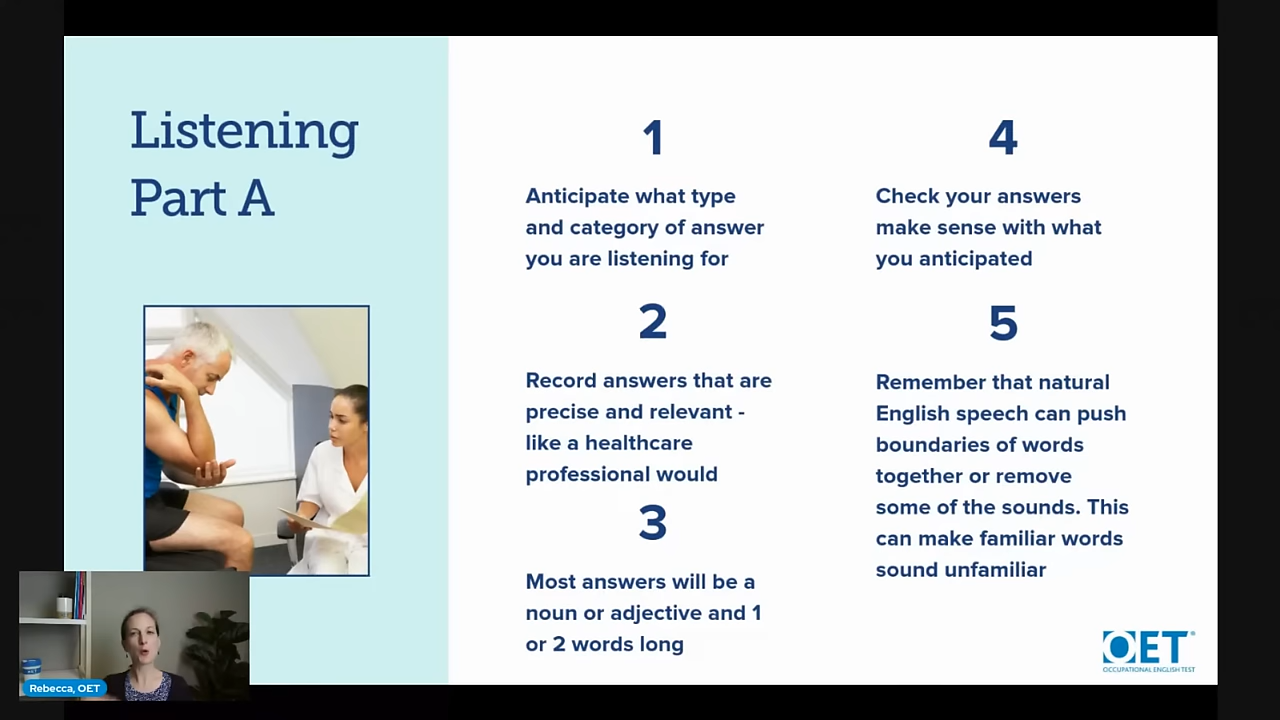 Listening
Part A
1
Anticipate what type
and category of answer
you are listening for
2
Record answers that are
precise and relevant -
like a healthcare
professional would
3
Most answers will be a
noun or adjective and 1
or 2 words long
4
Check your answers
make sense with what
you anticipated
5
Remember that natural
English speech can push
boundaries of words
together or remove
some of the sounds. This
can make familiar words
sound unfamiliar
Rebecca, OET
OET
OCCUPATIONAL ENGLISH TEST